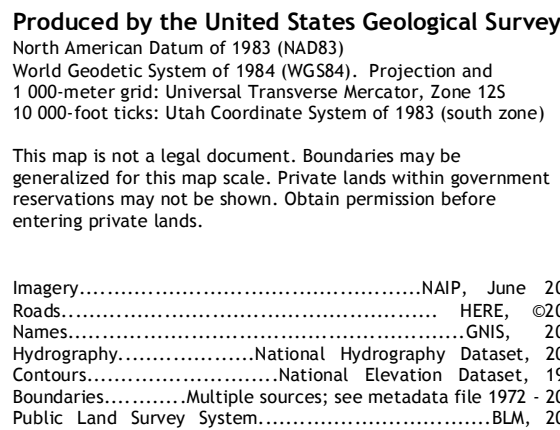 Produced by the United States Geological Survey
North American Datum of 1983 (NAD83)
World Geodetic System of 1984 (WGS84). Projection and
1 000-meter grid: Universal Transverse Mercator, Zone 12S
10 000-foot ticks: Utah Coordinate System of 1983 (south zone)
This map is not a legal document. Boundaries may be
generalized for this map scale. Private lands within government
reservations may not be shown. Obtain permission before
entering private lands.
Imagery..........................................NAIP, June
Roads.............................................. HERE,
Names................................................GNIS,
Hydrography...................National Hydrography Dataset,
Contours............................National Elevation Dataset,
Boundaries...........Multiple sources; see metadata file 1972 -
Public Land Survey System.................................BLM,